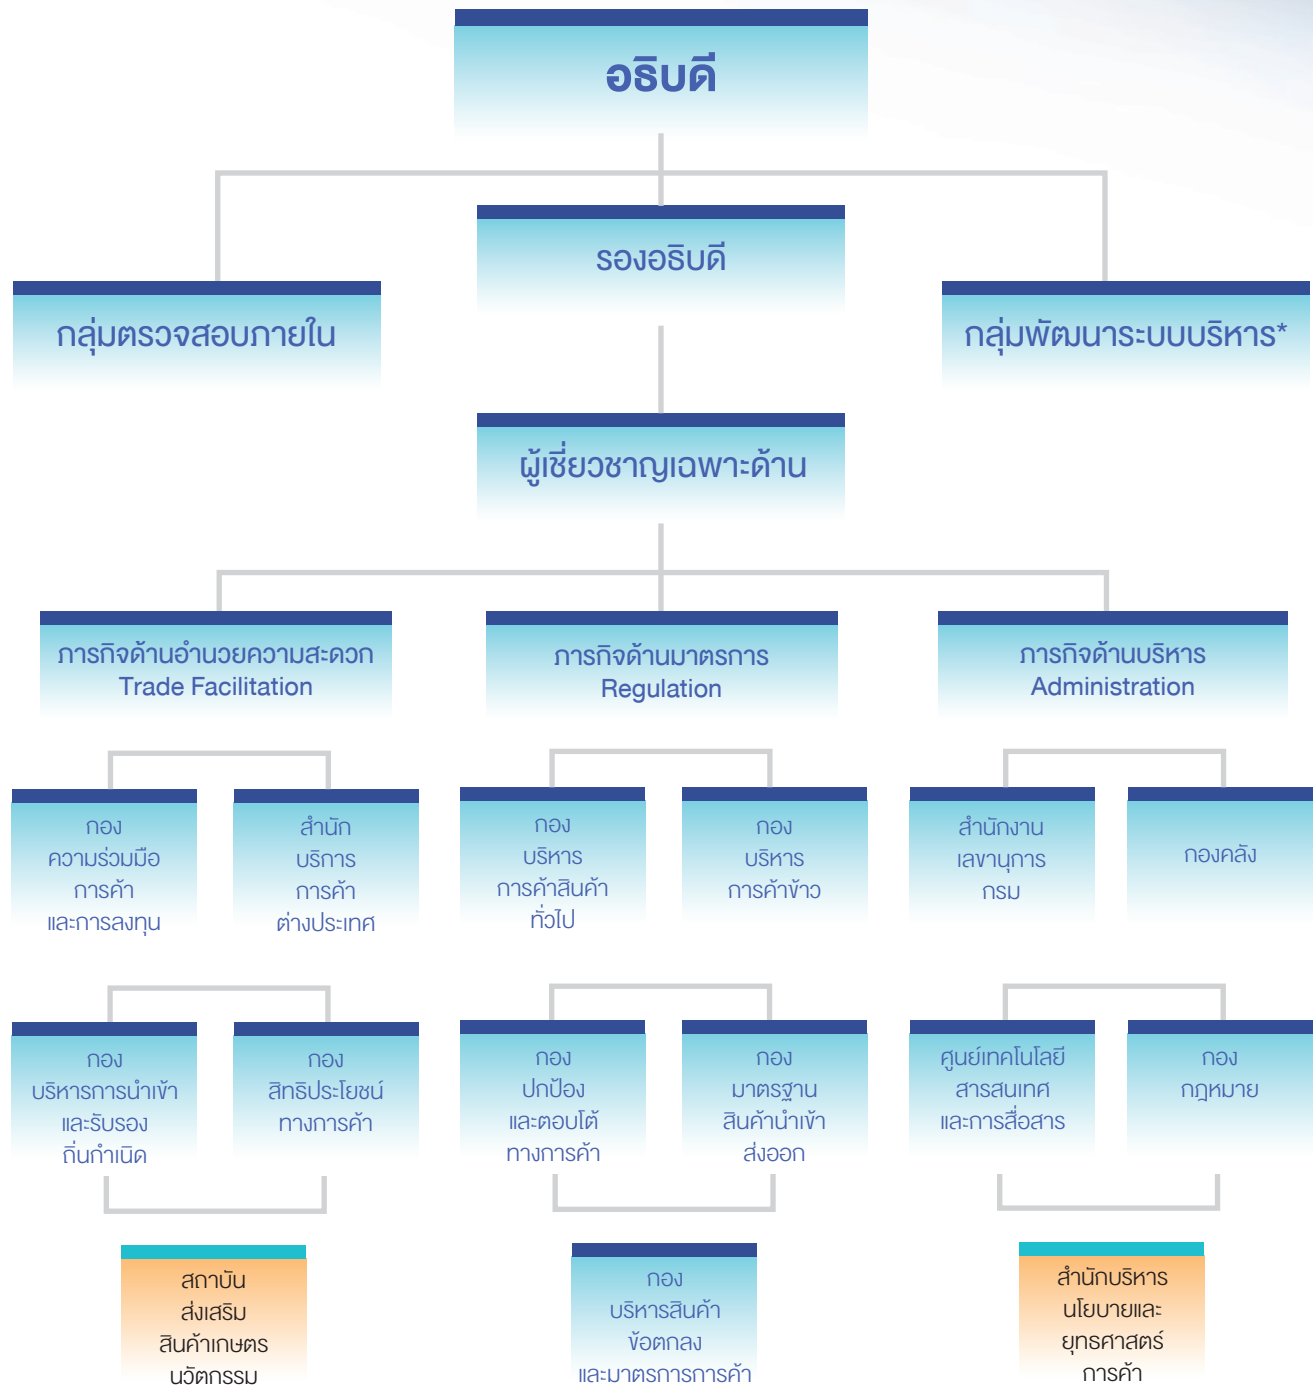 อธิบดี
รองอธิบดี
กลุ่มตรวจสอบภายใน
กลุ่มพัฒนาระบบบริหาร*
ผู้เชี่ยวชาญเฉพาะด้าน
ภารกิจด้านอำนวยความสะดวก
Trade Facilitation
ภารกิจด้านมาตรการ
Regulation
ภารกิจด้านบริหาร
Administration
กอง
ความร่วมมือ
การค้า
และการลงทุน
สำนัก
บริการ
การค้า
ต่างประเทศ
กอง
บริหาร
การค้าสินค้า
ทั่วไป
กอง
บริหาร
การค้าข้าว
สำนักงาน
เลขานุการ
กรม
กองคลัง
กอง
บริหารการนำเข้า
และรับรอง
ถิ่นกำเนิด
กอง
สิทธิประโยชน์
ทางการค้า
กอง
ปกป้อง
และตอบโต้
ทางการค้า
กอง
มาตรฐาน
สินค้านำเข้า
ส่งออก
ศูนย์เทคโนโลยี
สารสนเทศ
และการสื่อสาร
กอง
กฎหมาย
สถาบัน
ส่งเสริม
สินค้าเกษตร
นวัตกรรม
กอง
บริหารสินค้า
ข้อตกลง
และมาตรการการค้า
สำนักบริหาร
นโยบายและ
ยุทธศาสตร์
การค้า